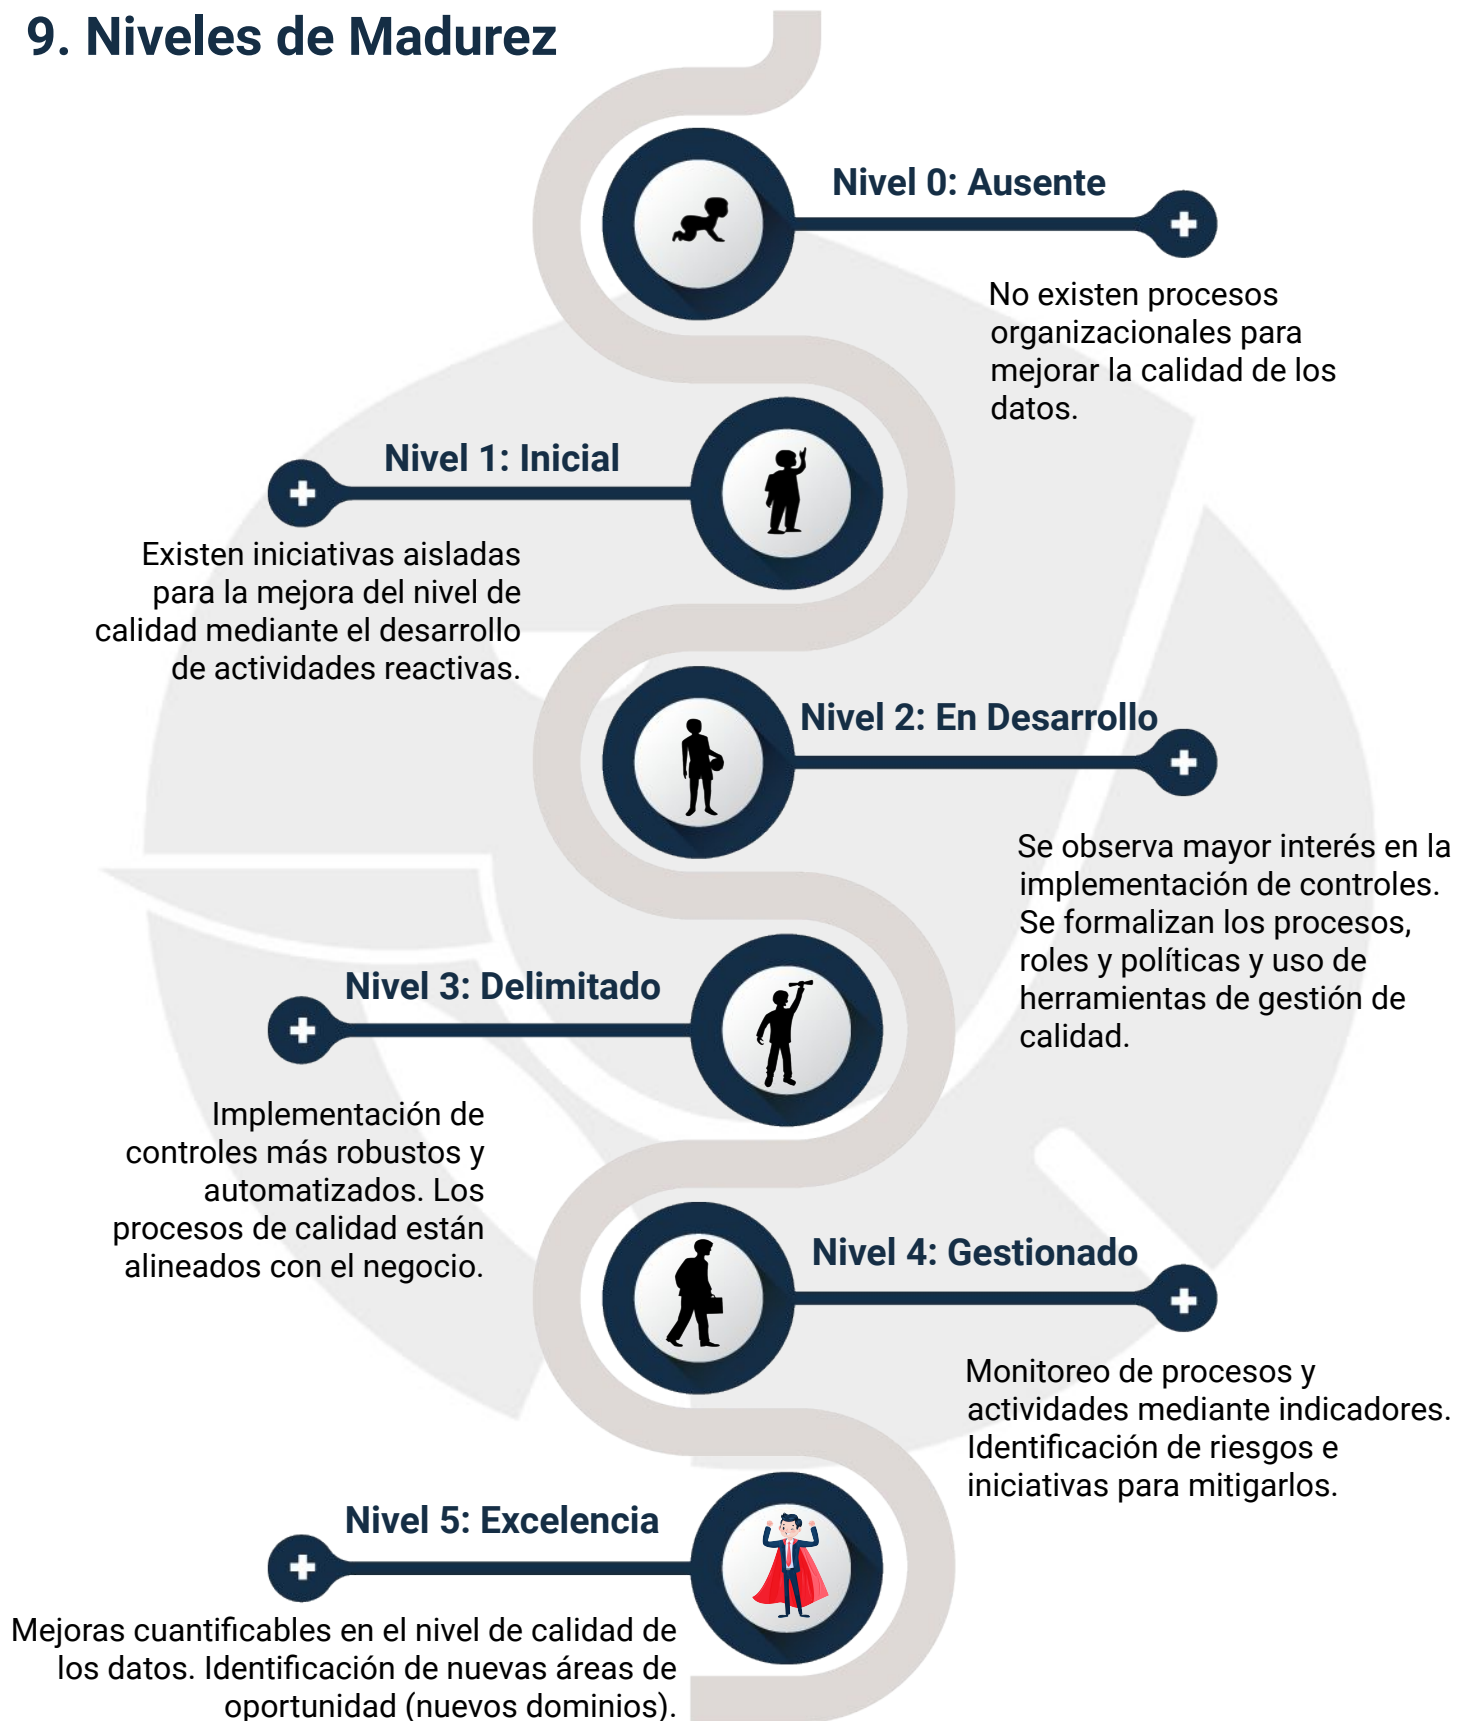 9. Niveles de Madurez
Nivel 0: Ausente
No existen procesos
organizacionales para
mejorar la calidad de los
datos.
Nivel 1: Inicial
Existen iniciativas aisladas
para la mejora del nivel de
calidad mediante el desarrollo
de actividades reactivas.
Nivel 2: En Desarrollo
Se observa mayor interés en la
implementación de controles.
Se formalizan los procesos,
roles y políticas y uso de
herramientas de gestión de
calidad.
Nivel 3: Delimitado
Implementación de
controles más robustos y
automatizados. Los
procesos de calidad están
alineados con el negocio.
Nivel 4: Gestionado
Monitoreo de procesos y
actividades mediante indicadores.
Identificación de riesgos e
iniciativas para mitigarlos.
Nivel 5: Excelencia
Mejoras cuantificables en el nivel de calidad de
los datos. Identificación de nuevas áreas de
oportunidad (nuevos dominios).